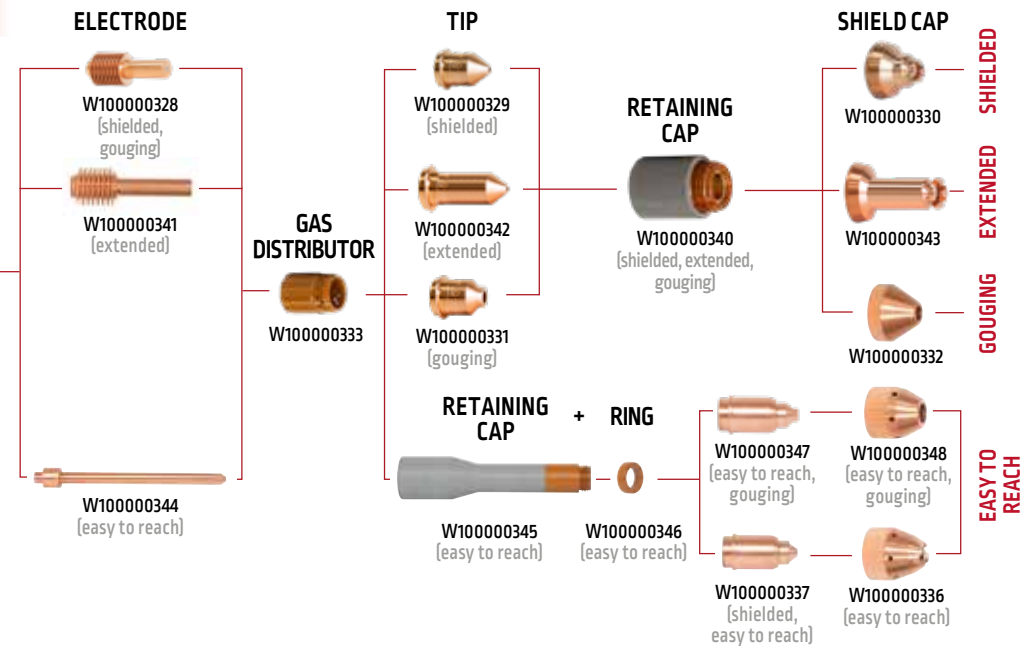 ELECTRODE
W100000328
(shielded,
gouging)
W100000341
(extended)
W100000344
(easy to reach)
GAS
DISTRIBUTOR
W100000333
TIP
W100000329
(shielded)
W100000342
(extended)
W100000331
(gouging)
RETAINING
CAP
W100000340
(shielded, extended,
gouging)
SHIELD CAP
W100000330
SHIELDED
W100000343
EXTENDED
W100000332
GOUGING
RETAINING
CAP
+
RING
W100000345
(easy to reach)
W100000346
(easy to reach)
W100000347
(easy to reach,
gouging)
W100000348
(easy to reach,
gouging)
W100000337
(shielded,
easy to reach)
W100000336
(easy to reach)
EASY TO
REACH